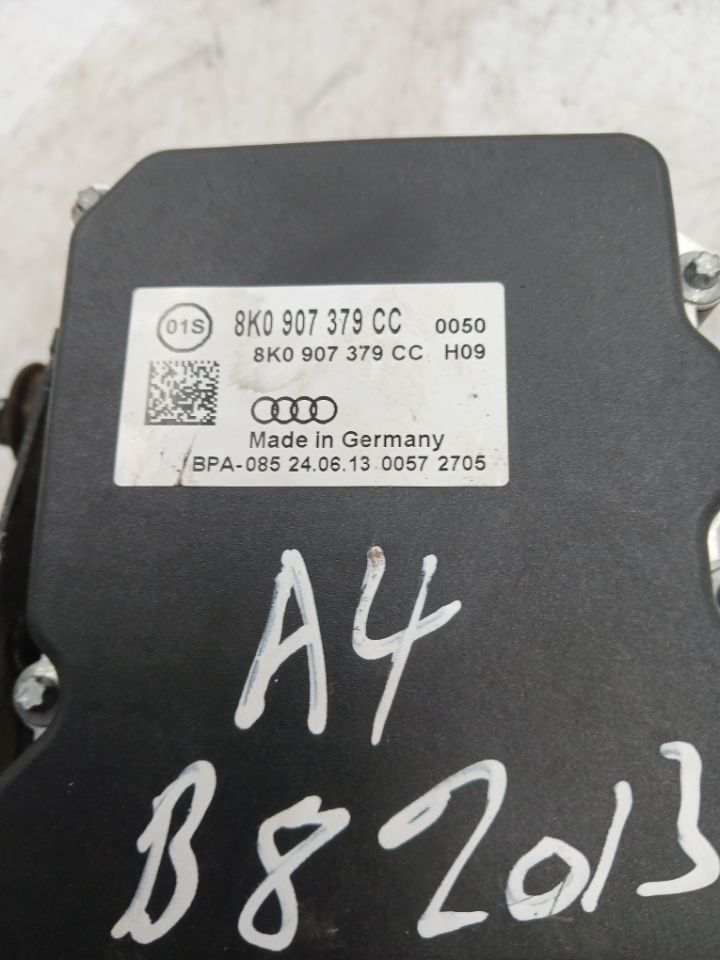 01S 8K0 907 379 CC 0050
8K0 907 379 CC H09
Made in Germany
BPA-085 24.06.13 0057 2705
A4
B8 2013